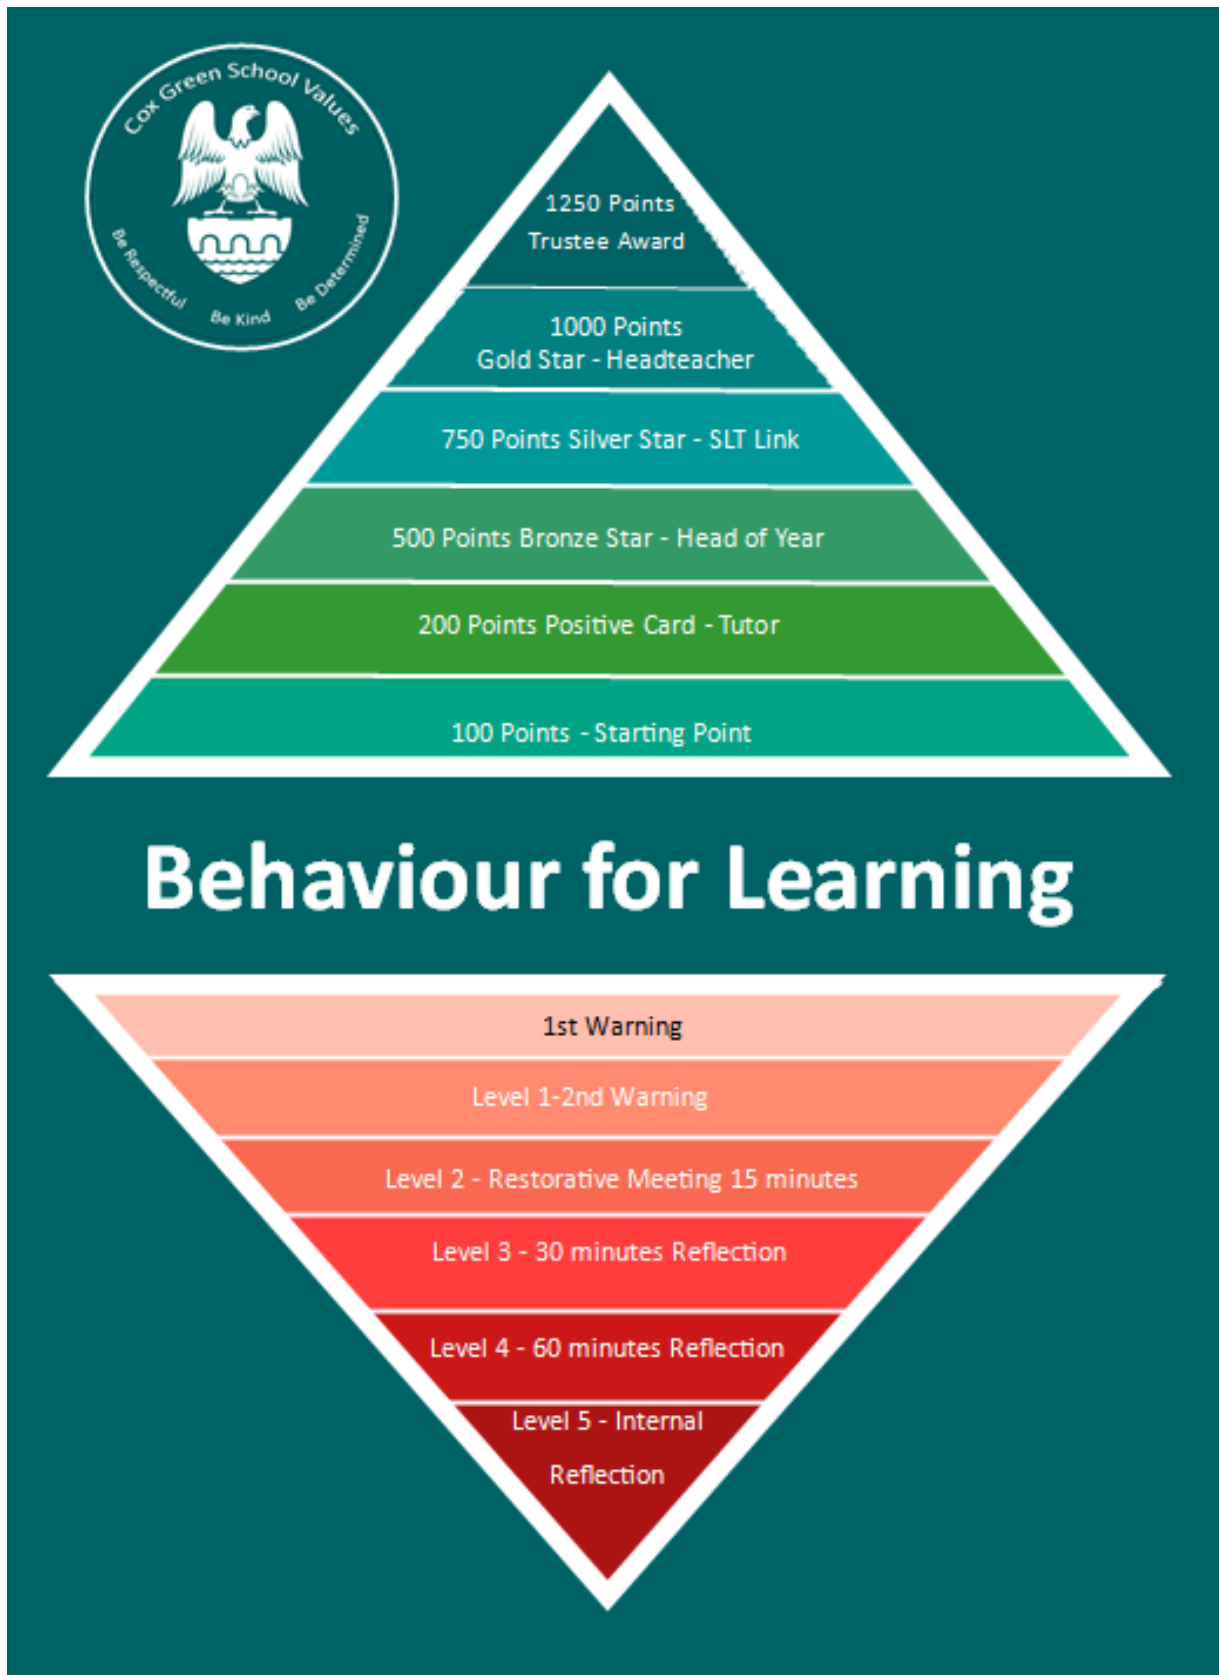 Cox Green School Values
Be Respectful Be Kind Be Determined
1250 Points
Trustee Award
1000 Points
Gold Star - Headteacher
750 Points Silver Star - SLT Link
500 Points Bronze Star - Head of Year
200 Points Positive Card - Tutor
100 Points - Starting Point
Behaviour for Learning
1st Warning
Level 1-2nd Warning
Level 2 - Restorative Meeting 15 minutes
Level 3 - 30 minutes Reflection
Level 4 - 60 minutes Reflection
Level 5 - Internal
Reflection